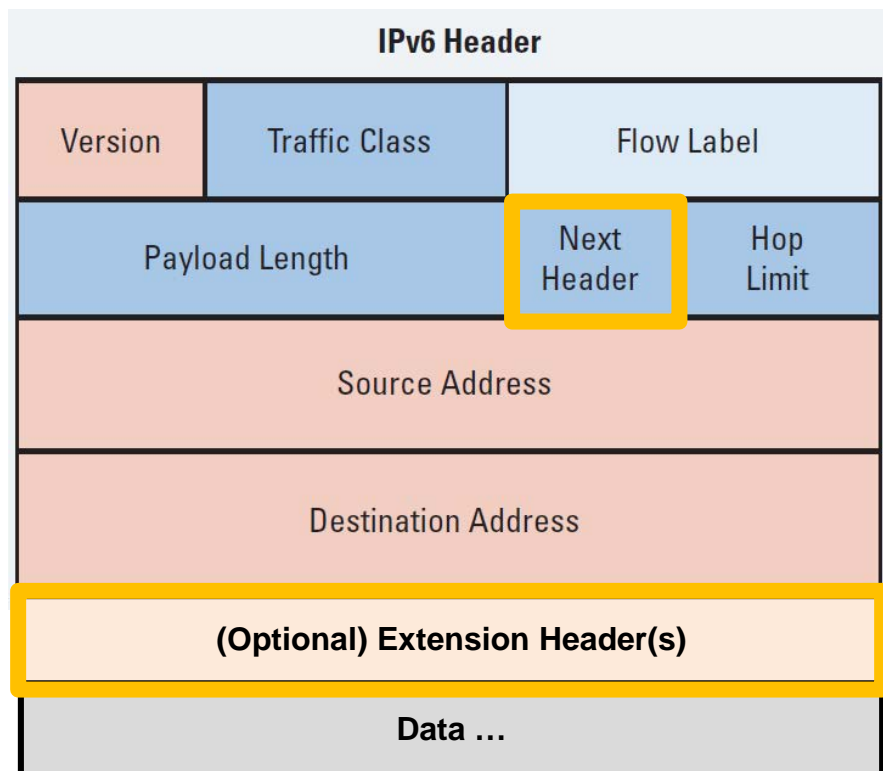 IPv6 Header
Version
Traffic Class
Flow Label
Payload Length
Next
Header
Hop
Limit
Source Address
Destination Address
(Optional) Extension Header(s)
Data …